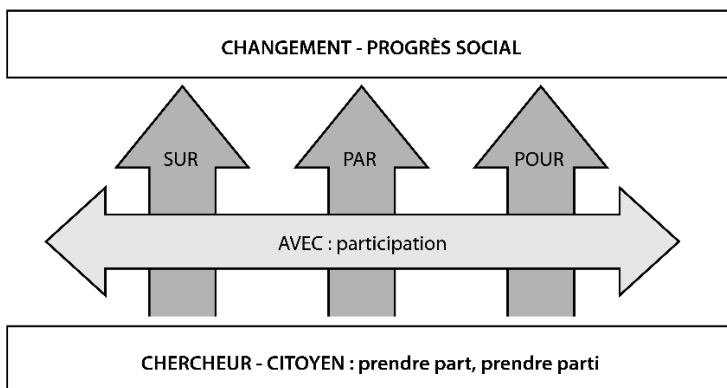 CHANGEMENT - PROGRÈS SOCIAL
SUR PAR POUR
AVEC : participation
CHERCHEUR - CITOYEN : prendre part, prendre parti